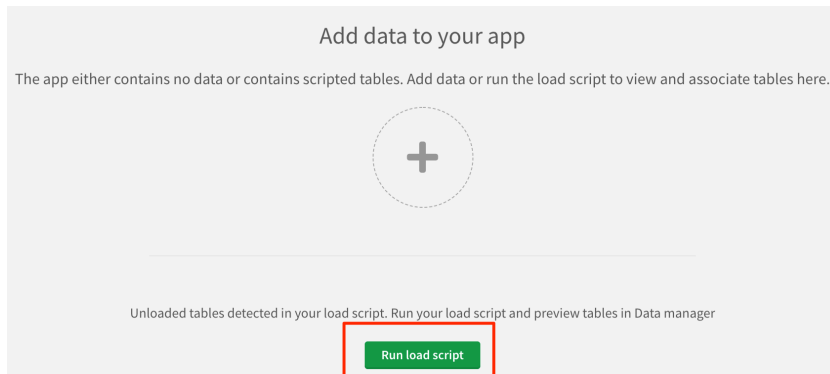 Add data to your app
The app either contains no data or contains scripted tables. Add data or run the load script to view and associate tables here.
Unloaded tables detected in your load script. Run your load script and preview tables in Data manager
Run load script